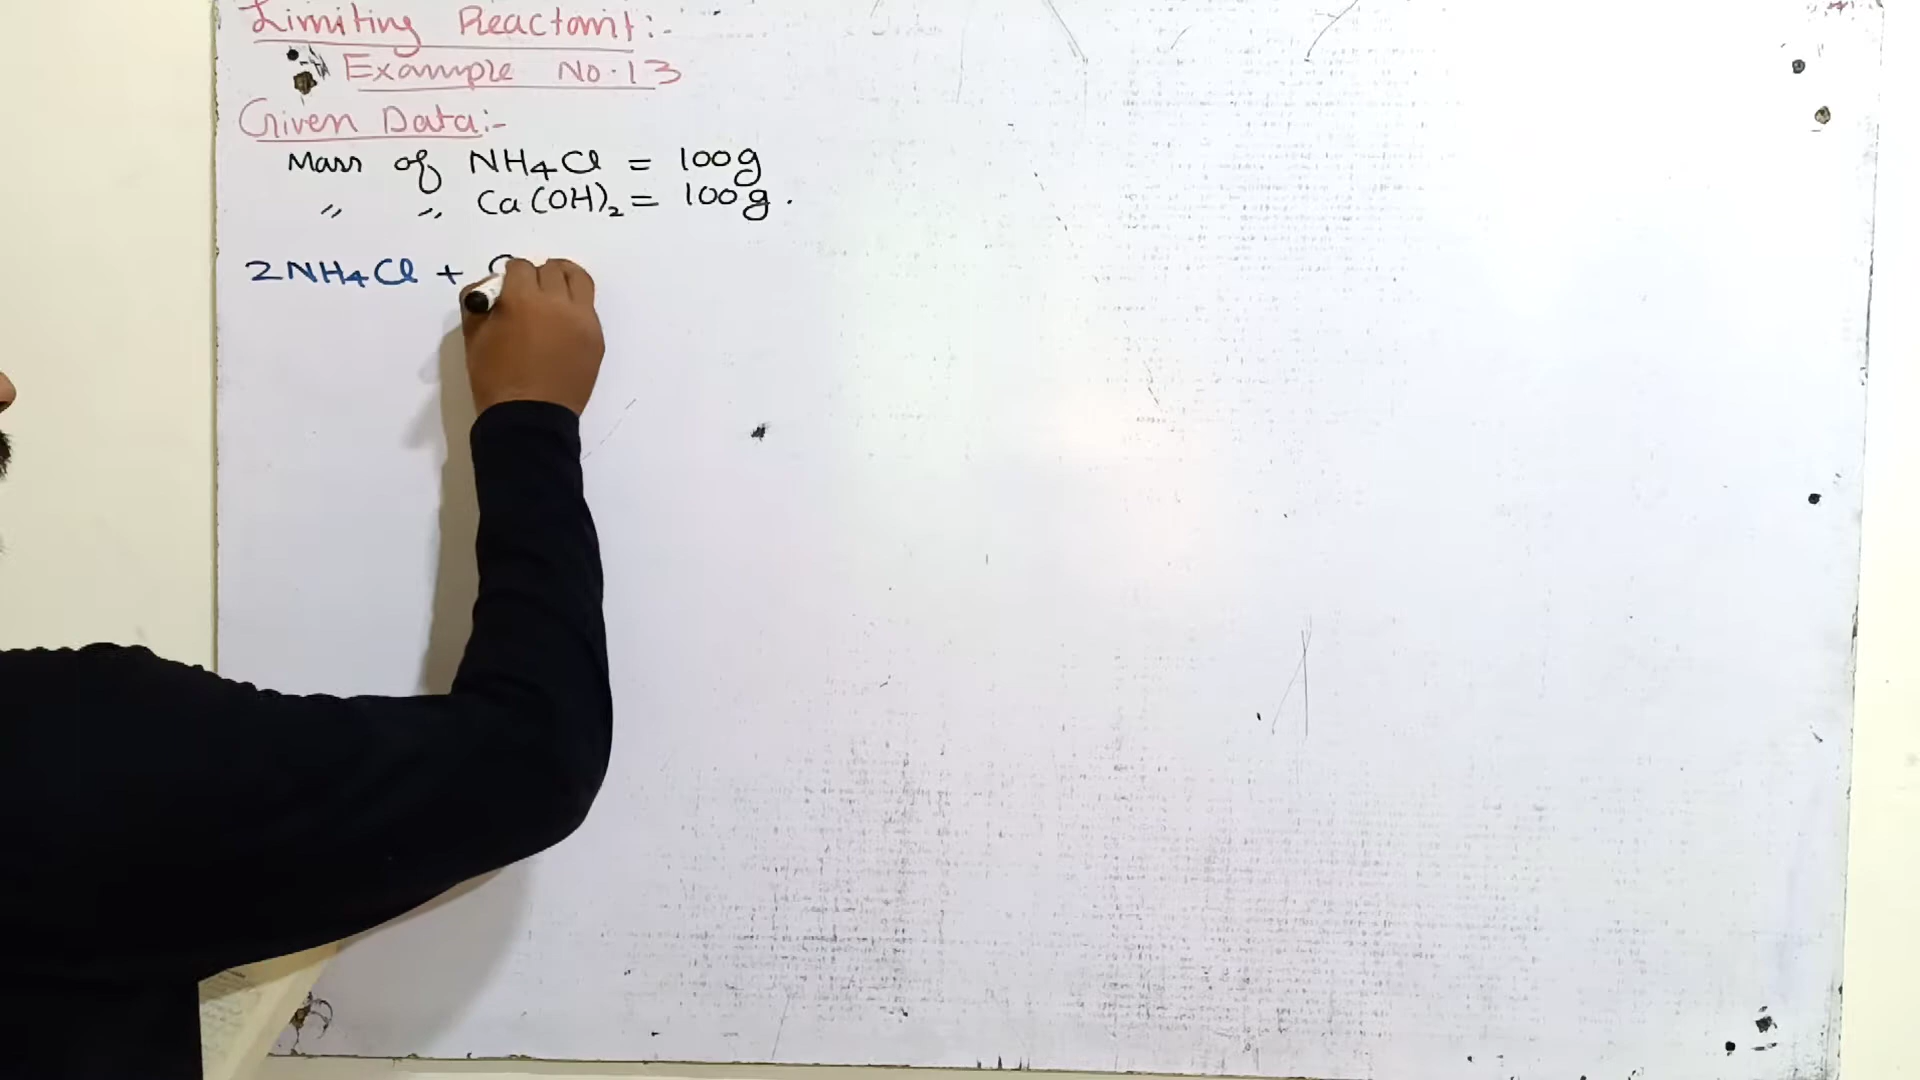 Limiting Reactant:-
Example No.13
Given Data:-
Mass of NH₄Cl = 100g
〃 〃 Ca(OH)₂ = 100g.
2NH₄Cl +